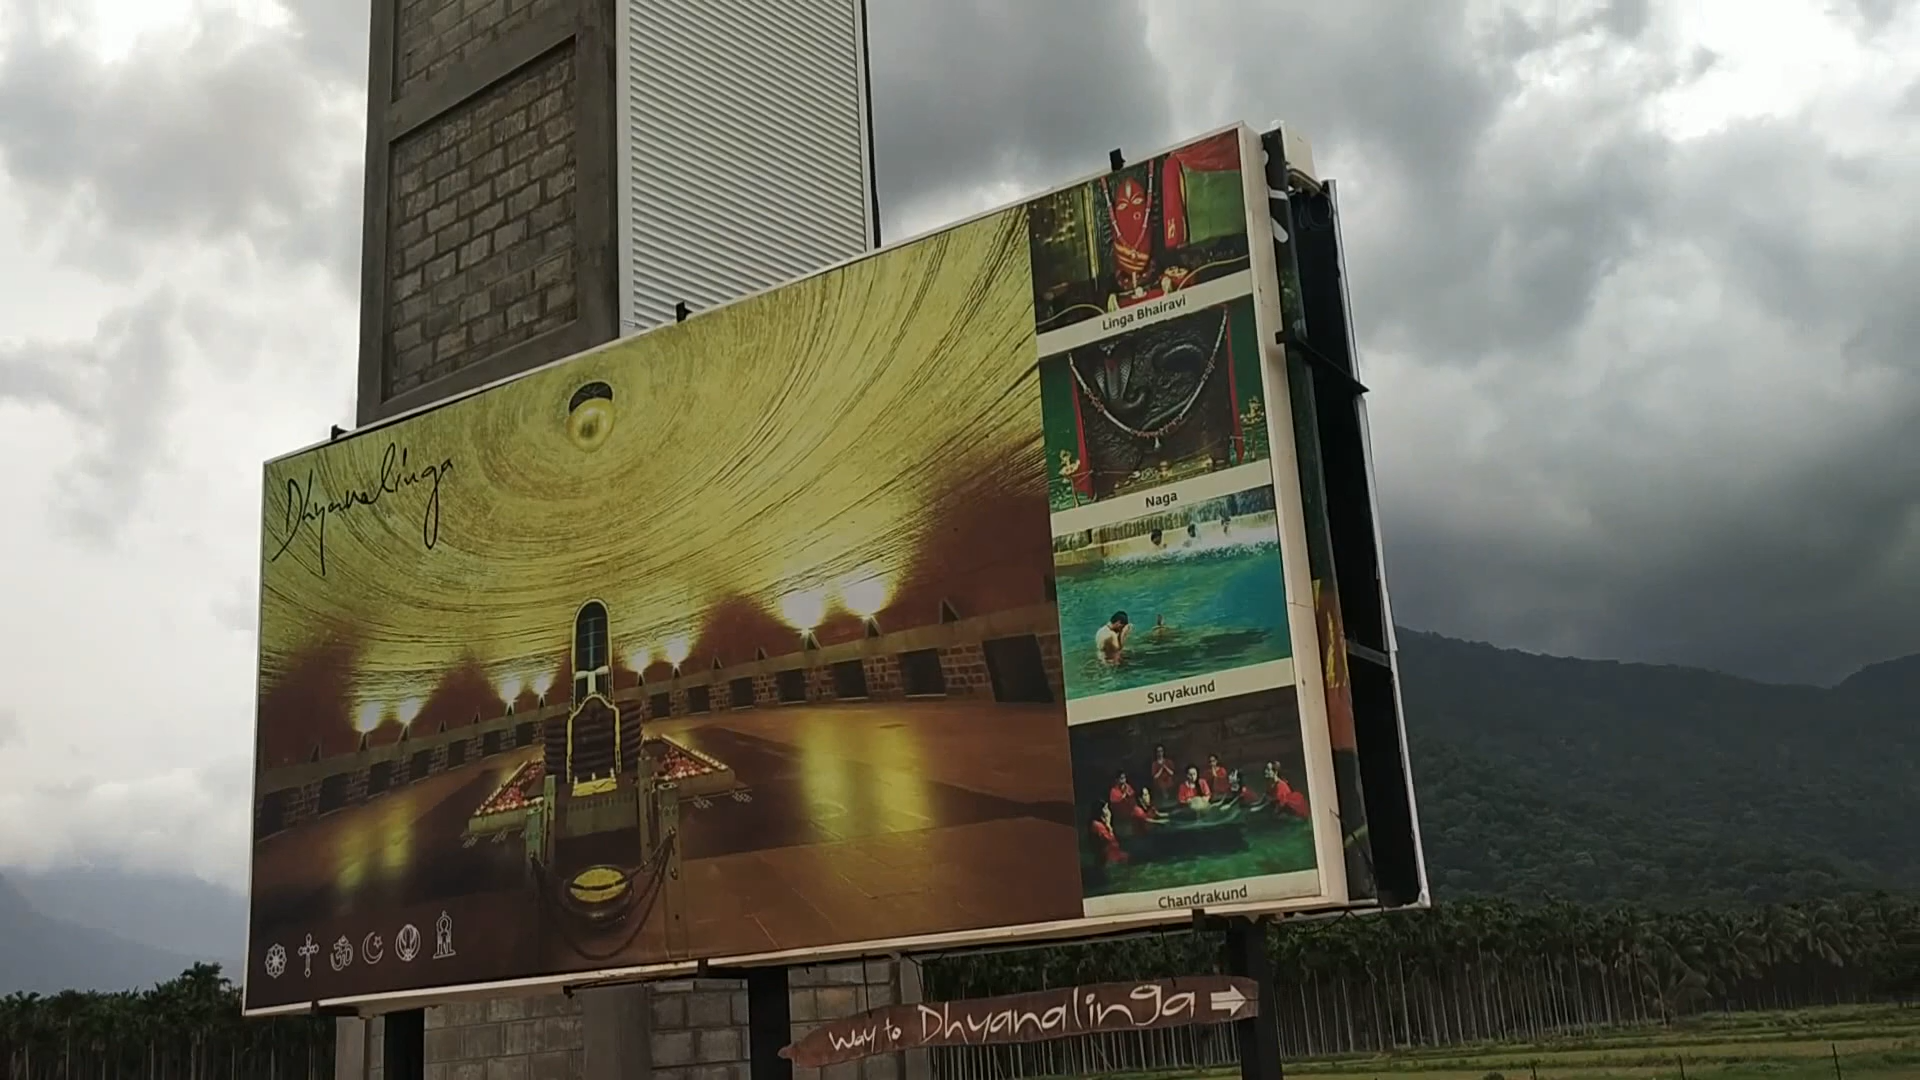 Dhyanalinga
Linga Bhairavi
Naga
Suryakund
Chandrakund
way to Dhyanalinga